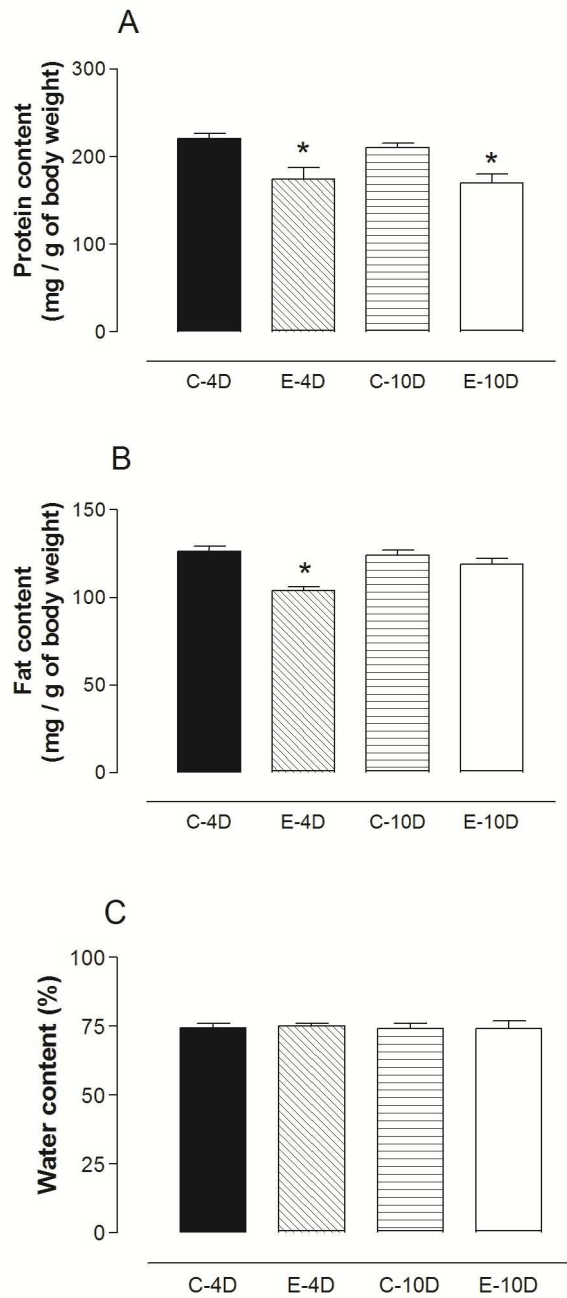 A
Protein content
(mg / g of body weight)
300
200
100
0
*
*
C-4D E-4D C-10D E-10D
B
Fat content
(mg / g of body weight)
150
100
50
0
*
C-4D E-4D C-10D E-10D
C
Water content (%)
100
75
50
25
0
C-4D E-4D C-10D E-10D